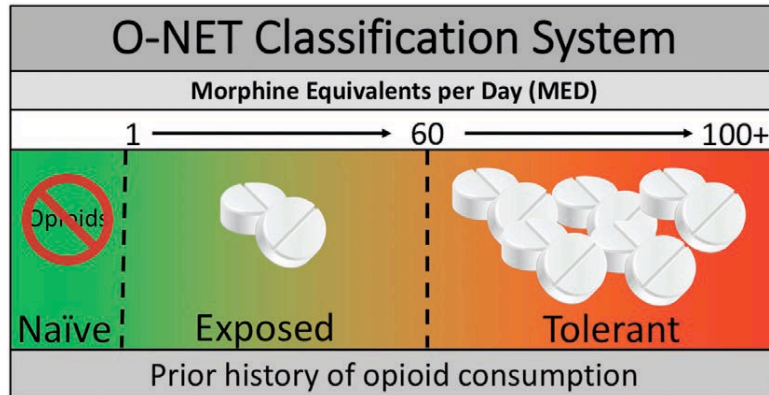 O-NET Classification System
Morphine Equivalents per Day (MED)
1 60 100+
Opioids
Naïve Exposed Tolerant
Prior history of opioid consumption